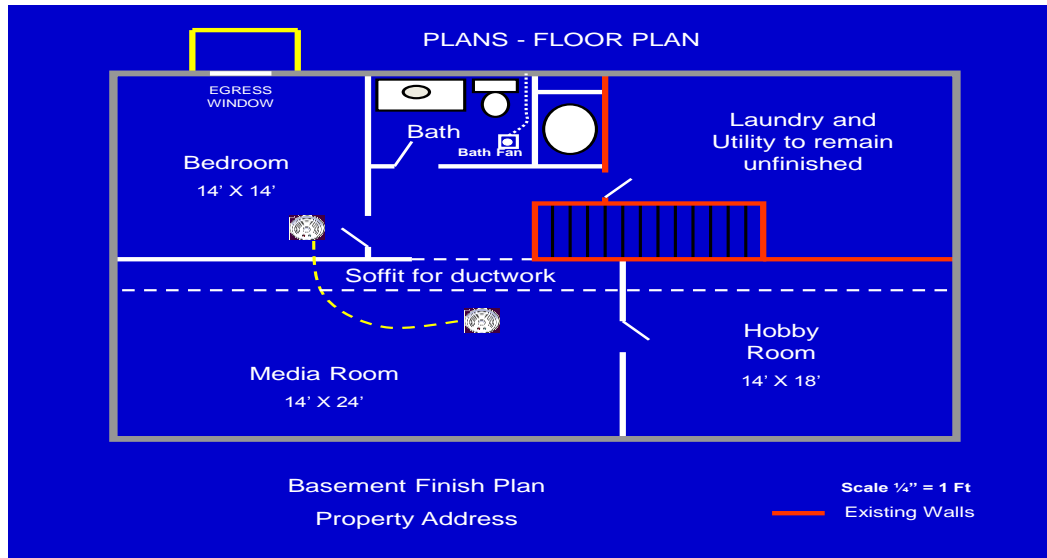 PLANS - FLOOR PLAN
EGRESS
WINDOW
Bath
Bath Fan
Laundry and
Utility to remain
unfinished
Bedroom
14’ X 14’
Soffit for ductwork
Hobby
Room
14’ X 18’
Media Room
14’ X 24’
Basement Finish Plan
Property Address
Scale ¼” = 1 Ft
Existing Walls